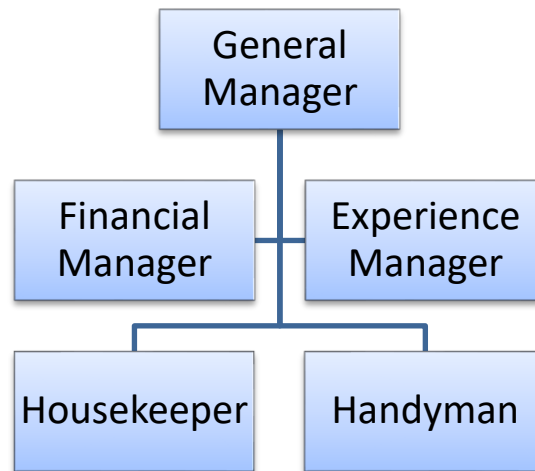 General
Manager
Financial
Manager
Experience
Manager
Housekeeper
Handyman